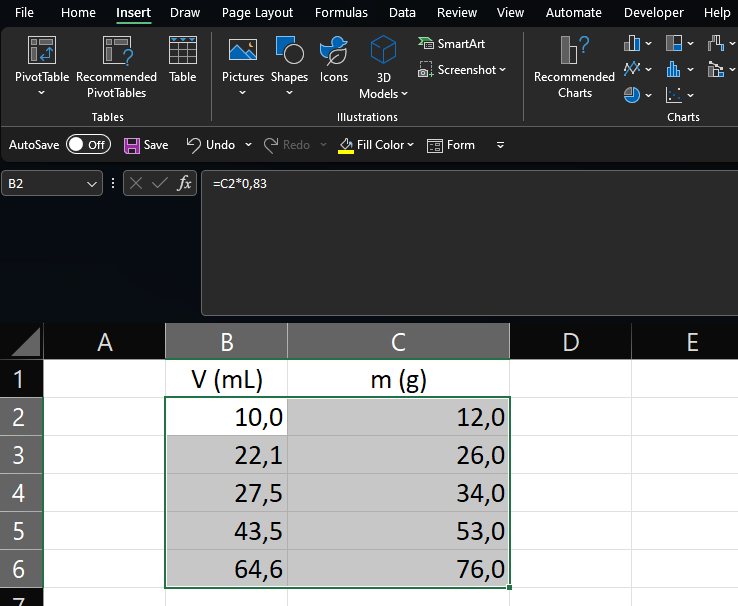 File Home Insert Draw Page Layout Formulas Data Review View Automate Developer Help
PivotTable Recommended PivotTables Table
Tables
Pictures Shapes Icons 3D Models
SmartArt
Screenshot
Illustrations
Recommended Charts
Charts
AutoSave Off Save Undo Redo Fill Color Form
B2 fx =C2*0,83
A B C D E
1 V (mL) m (g)
2 10,0 12,0
3 22,1 26,0
4 27,5 34,0
5 43,5 53,0
6 64,6 76,0
7